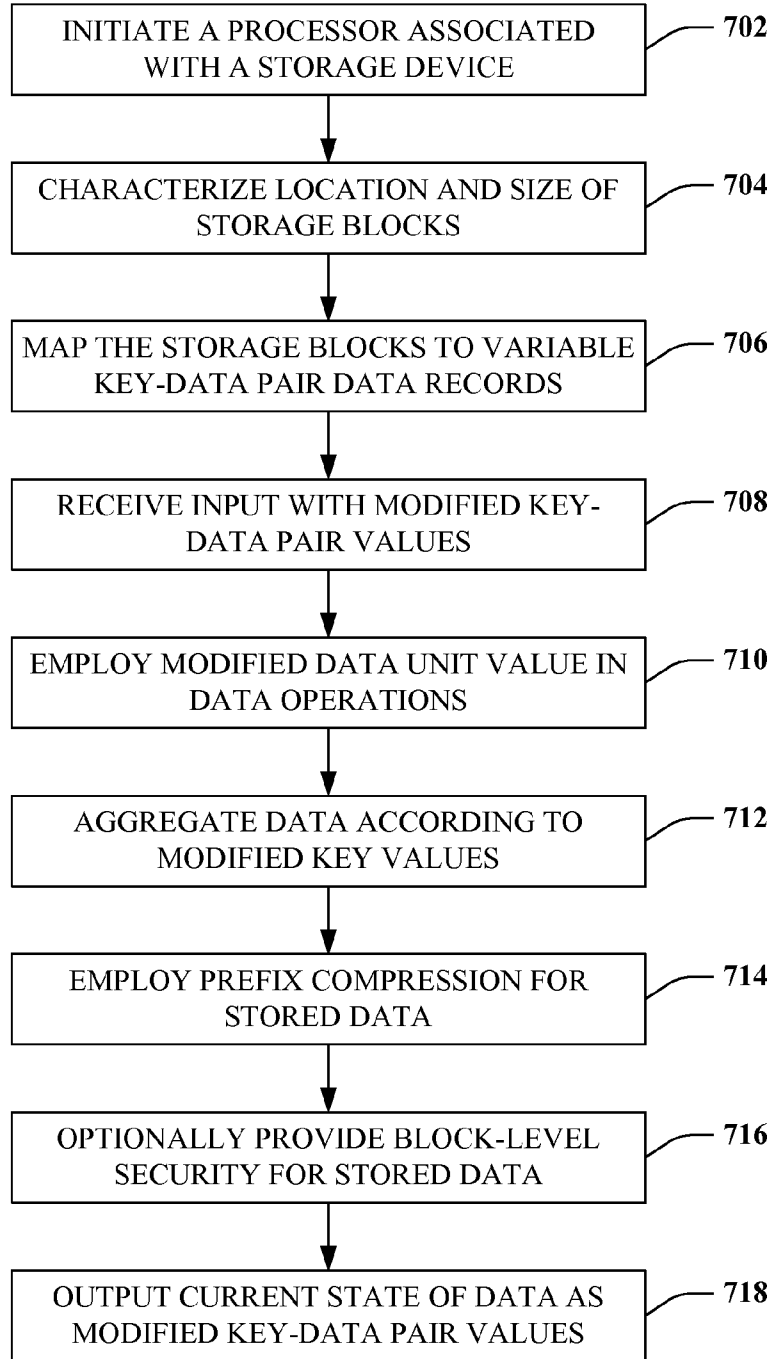 INITIATE A PROCESSOR ASSOCIATED
WITH A STORAGE DEVICE
702
CHARACTERIZE LOCATION AND SIZE OF
STORAGE BLOCKS
704
MAP THE STORAGE BLOCKS TO VARIABLE
KEY-DATA PAIR DATA RECORDS
706
RECEIVE INPUT WITH MODIFIED KEY-
DATA PAIR VALUES
708
EMPLOY MODIFIED DATA UNIT VALUE IN
DATA OPERATIONS
710
AGGREGATE DATA ACCORDING TO
MODIFIED KEY VALUES
712
EMPLOY PREFIX COMPRESSION FOR
STORED DATA
714
OPTIONALLY PROVIDE BLOCK-LEVEL
SECURITY FOR STORED DATA
716
OUTPUT CURRENT STATE OF DATA AS
MODIFIED KEY-DATA PAIR VALUES
718